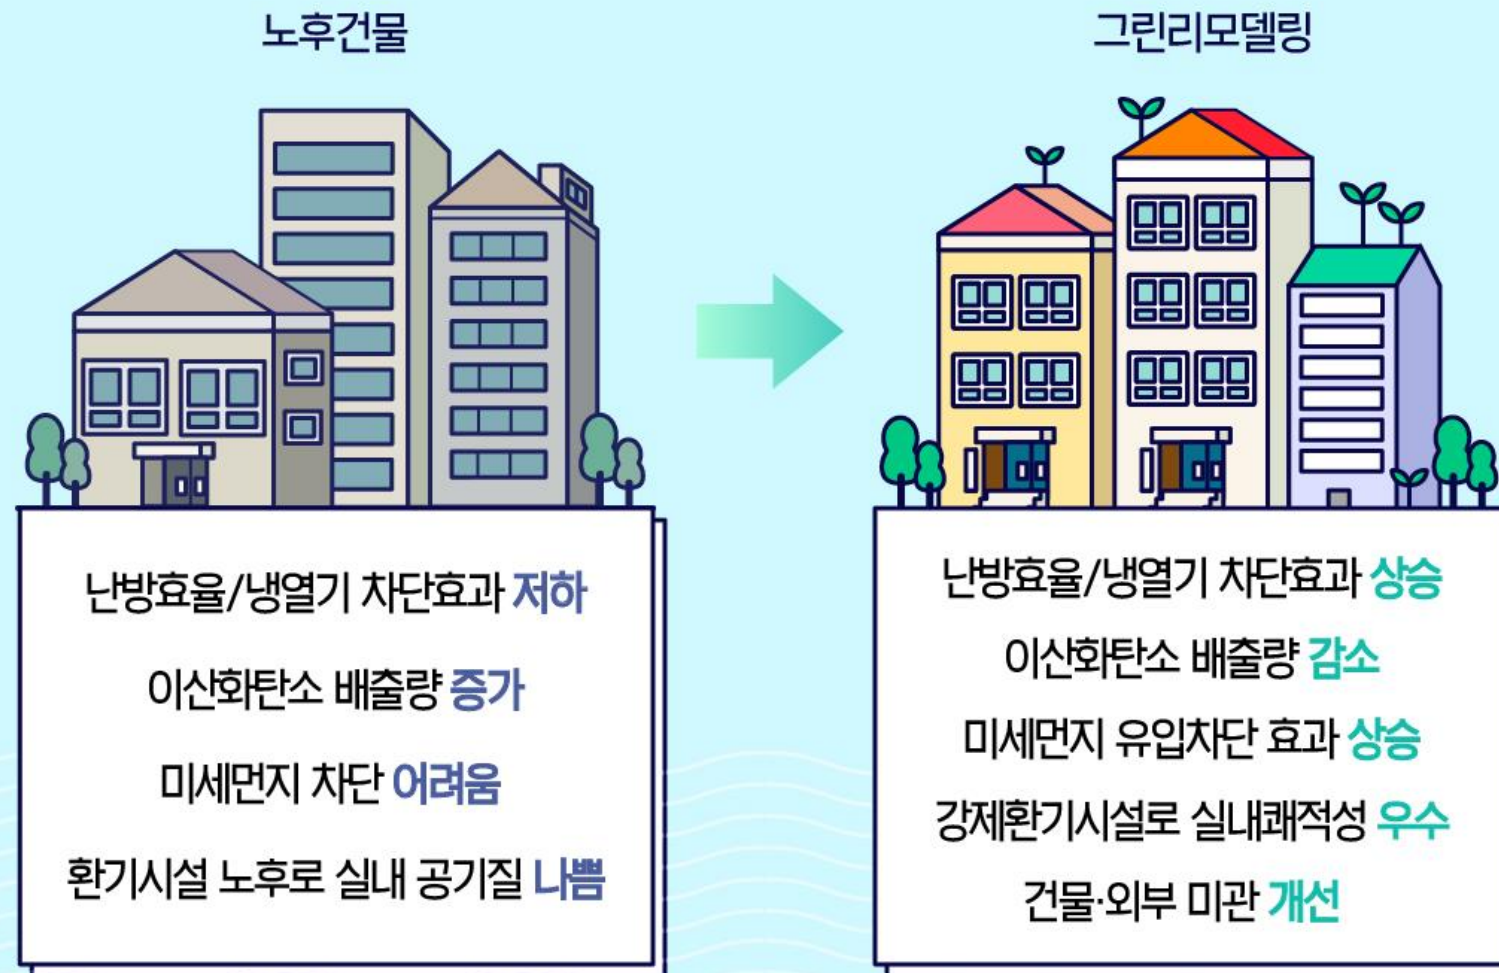 노후건물
난방효율/냉열기 차단효과 저하
이산화탄소 배출량 증가
미세먼지 차단 어려움
환기시설 노후로 실내 공기질 나쁨
그린리모델링
난방효율/냉열기 차단효과 상승
이산화탄소 배출량 감소
미세먼지 유입차단 효과 상승
강제환기시설로 실내쾌적성 우수
건물·외부 미관 개선